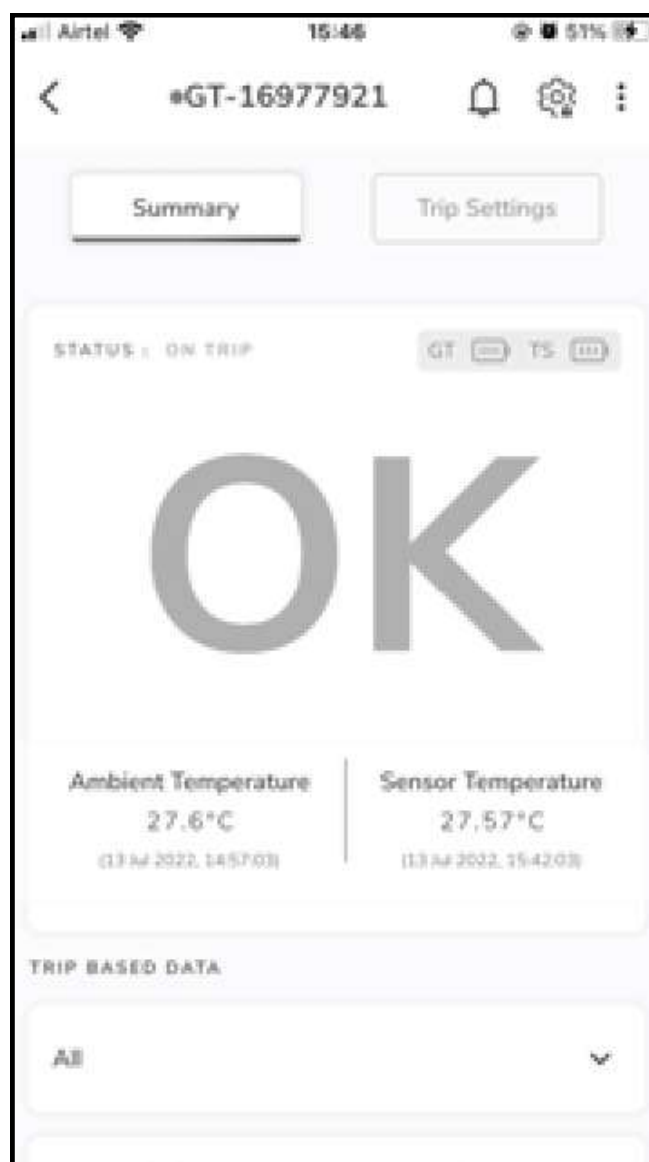 Airtel 15:46 51%
GT-16977921
Summary Trip Settings
STATUS : ON TRIP GT TS
OK
Ambient Temperature Sensor Temperature
27.6°C 27.57°C
(13 Jul 2022, 14:57:03) (13 Jul 2022, 15:42:03)
TRIP BASED DATA
All